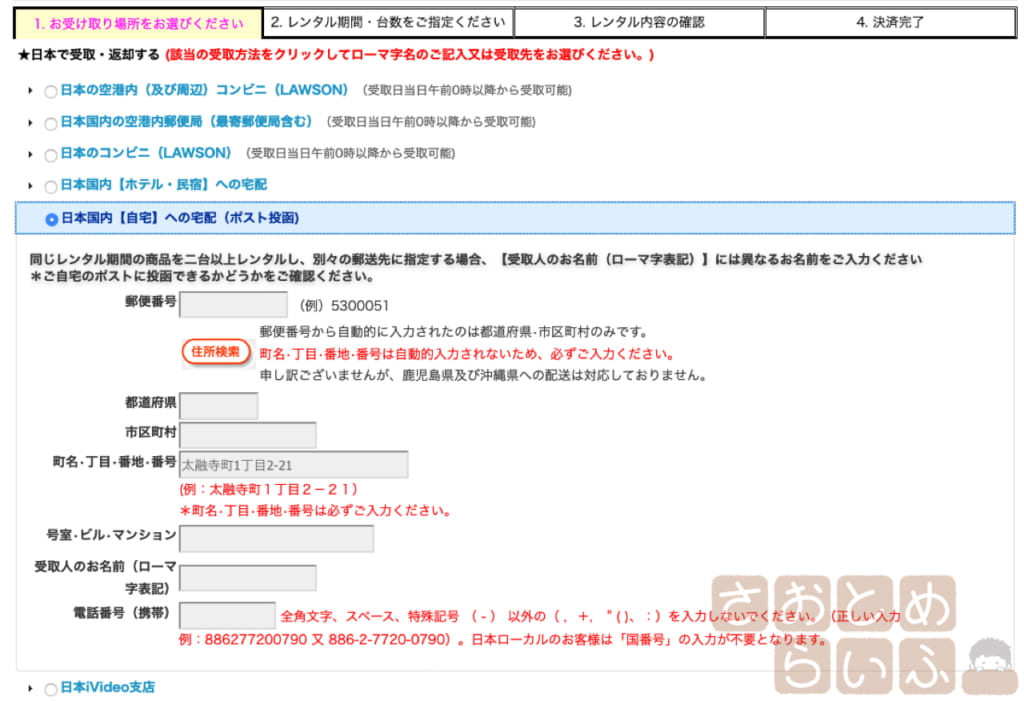 1. お受け取り場所をお選びください
2. レンタル期間・台数をご指定ください
3. レンタル内容の確認
4. 決済完了
★日本で受取・返却する (該当の受取方法をクリックしてローマ字名のご記入又は受取先をお選びください。)
日本の空港内（及び周辺）コンビニ（LAWSON）（受取日当日午前0時以降から受取可能)
日本国内の空港内郵便局（最寄郵便局含む）（受取日当日午前0時以降から受取可能)
日本のコンビニ（LAWSON）（受取日当日午前0時以降から受取可能)
日本国内【ホテル・民宿】への宅配
日本国内【自宅】への宅配（ポスト投函)
同じレンタル期間の商品を二台以上レンタルし、別々の郵送先に指定する場合、【受取人のお名前（ローマ字表記）】には異なるお名前をご入力ください
＊ご自宅のポストに投函できるかどうかをご確認ください。
郵便番号 （例）5300051
郵便番号から自動的に入力されたのは都道府県·市区町村のみです。
住所検索 町名·丁目·番地·番号は自動的入力されないため、必ずご入力ください。
申し訳ございませんが、鹿児島県及び沖縄県への配送は対応しておりません。
都道府県
市区町村
町名·丁目·番地·番号 太融寺町1丁目2-21
(例：太融寺町１丁目２－２１）
＊町名·丁目·番地·番号は必ずご入力ください。
号室·ビル·マンション
受取人のお名前（ローマ
字表記）
電話番号（携帯） 全角文字、スペース、特殊記号 （ - ） 以外の（ ，+， " ( )、：）を入力しないでください。（正しい入力
例：886277200790 又 886-2-7720-0790）。日本ローカルのお客様は「国番号」の入力が不要となります。
日本iVideo支店
さおとめ
らいふ